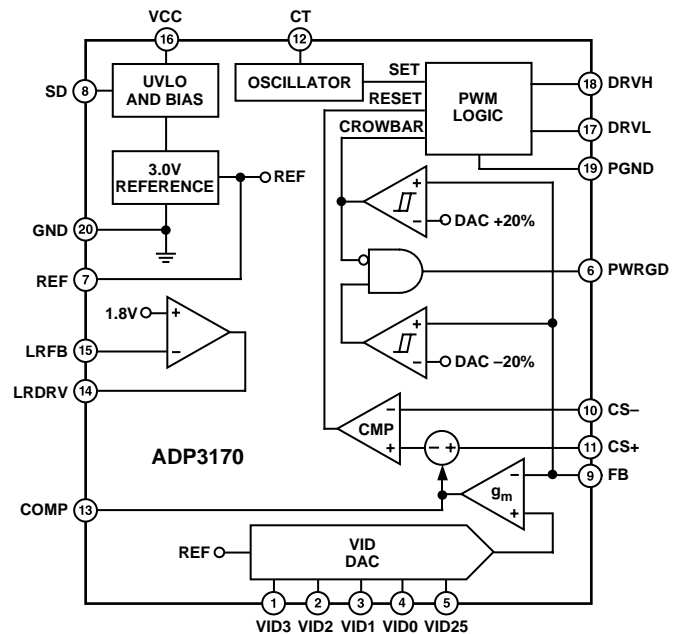 VCC
CT
16
12
SD
8
UVLO
AND BIAS
OSCILLATOR
SET
RESET
CROWBAR
PWM
LOGIC
18
DRVH
17
DRVL
19
PGND
3.0V
REFERENCE
REF
+
− DAC +20%
GND
20
REF
7
6
PWRGD
1.8V
+
−
LRFB
15
LRDRV
14
+
− DAC −20%
CMP
−
+
− +
10
CS−
11
CS+
9
FB
ADP3170
gm
−
+
COMP
13
REF
VID
DAC
1
2
3
4
5
VID3
VID2
VID1
VID0
VID25